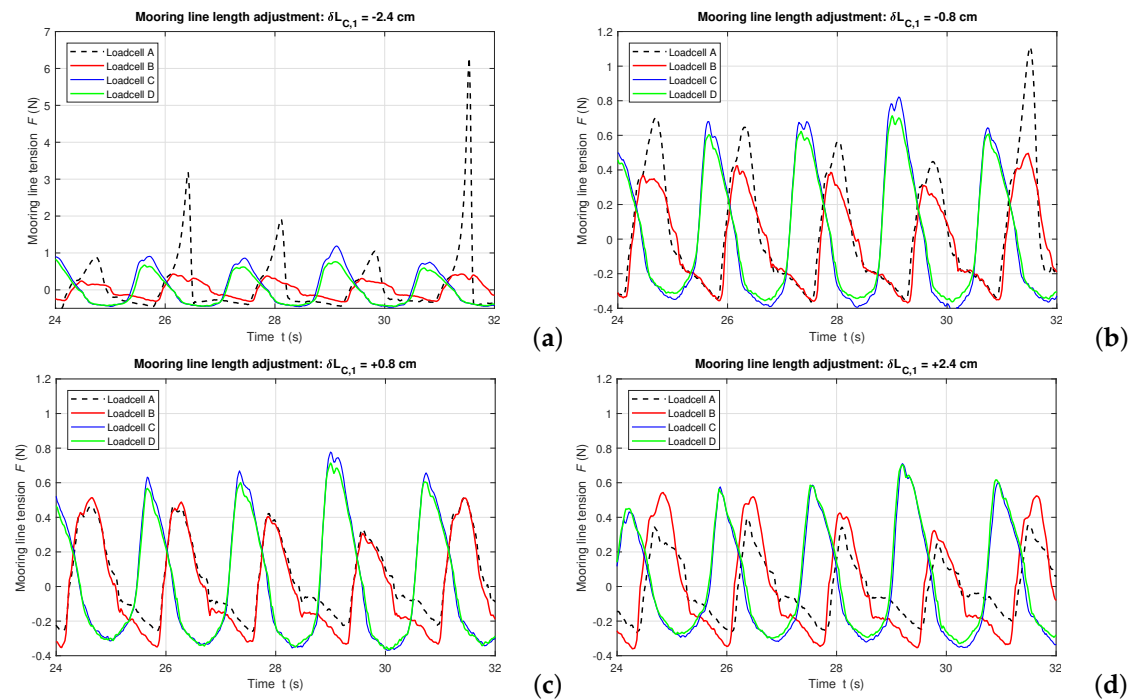 Mooring line length adjustment: δL_C,1 = -2.4 cm
Mooring line tension F (N)
7
6
5
4
3
2
1
0
Loadcell A
Loadcell B
Loadcell C
Loadcell D
24 26 28 30 32
Time t (s)
(a)
Mooring line length adjustment: δL_C,1 = -0.8 cm
Mooring line tension F (N)
1.2
1
0.8
0.6
0.4
0.2
0
-0.2
-0.4
Loadcell A
Loadcell B
Loadcell C
Loadcell D
24 26 28 30 32
Time t (s)
(b)
Mooring line length adjustment: δL_C,1 = +0.8 cm
Mooring line tension F (N)
1.2
1
0.8
0.6
0.4
0.2
0
-0.2
-0.4
Loadcell A
Loadcell B
Loadcell C
Loadcell D
24 26 28 30 32
Time t (s)
(c)
Mooring line length adjustment: δL_C,1 = +2.4 cm
Mooring line tension F (N)
1.2
1
0.8
0.6
0.4
0.2
0
-0.2
-0.4
Loadcell A
Loadcell B
Loadcell C
Loadcell D
24 26 28 30 32
Time t (s)
(d)